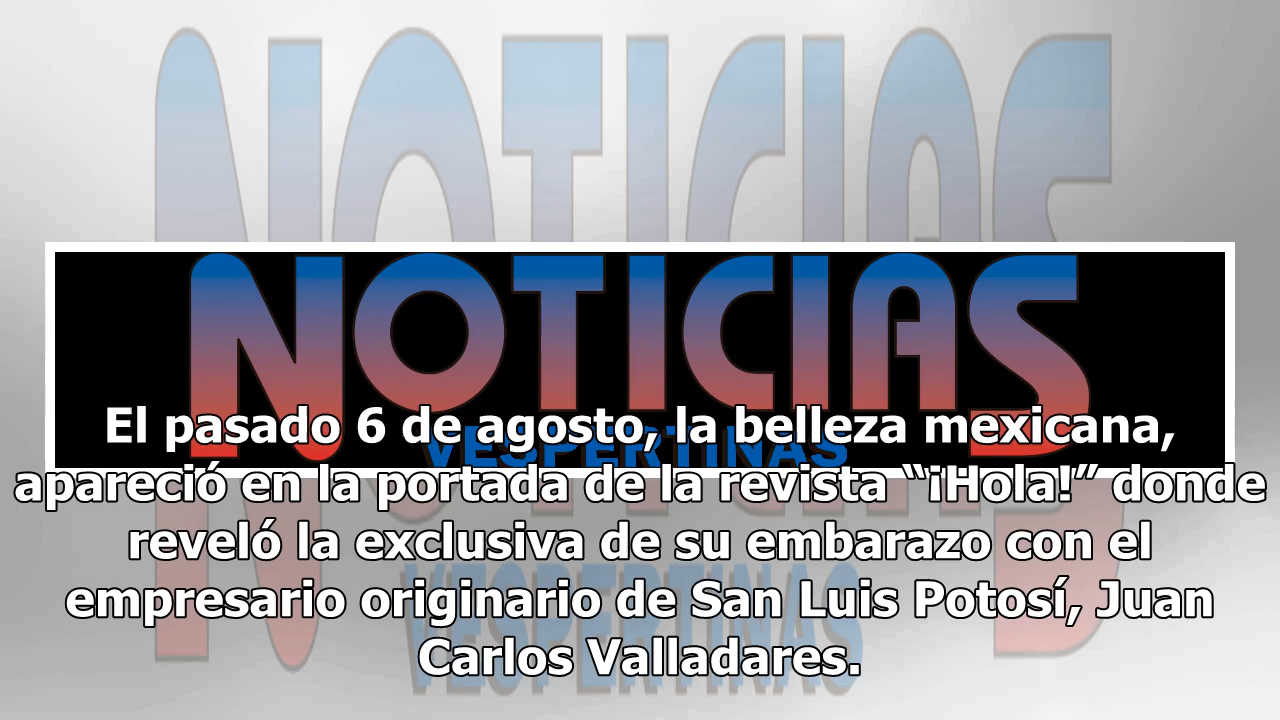 NOTICIAS
VESPERTINAS
El pasado 6 de agosto, la belleza mexicana,
apareció en la portada de la revista “¡Hola!” donde
reveló la exclusiva de su embarazo con el
empresario originario de San Luis Potosí, Juan
Carlos Valladares.